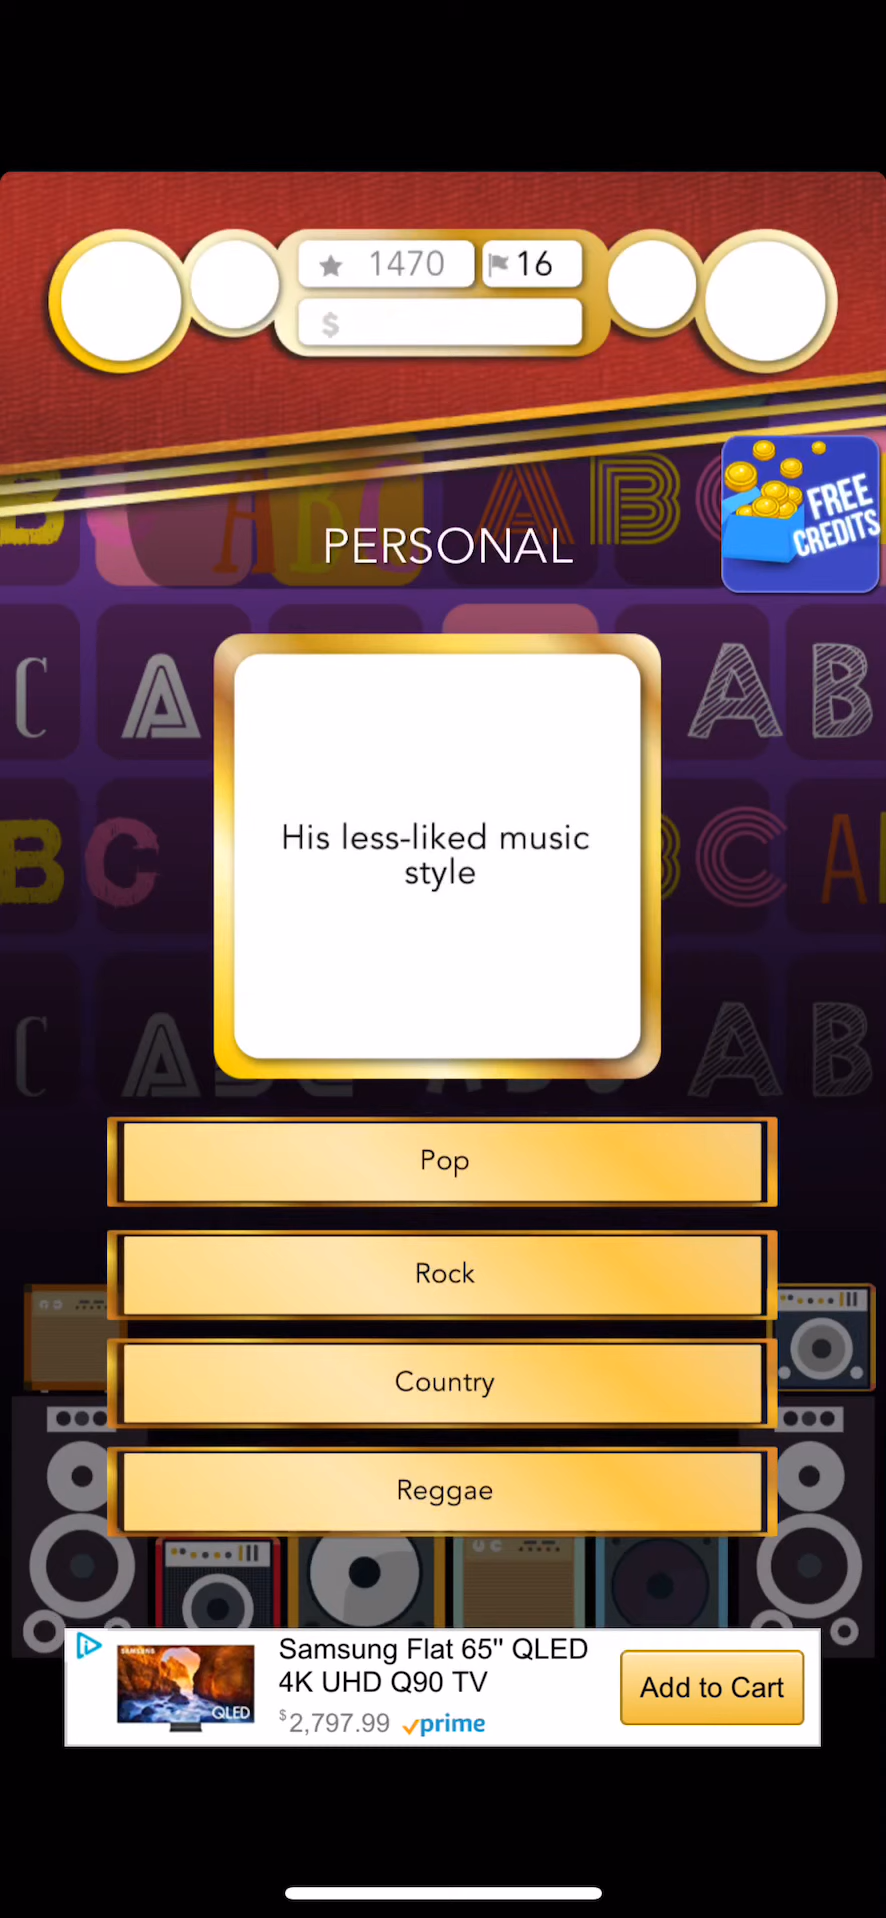 1470
16
$
PERSONAL
FREE
CREDITS
His less-liked music
style
Pop
Rock
Country
Reggae
SAMSUNG
QLED
Samsung Flat 65" QLED
4K UHD Q90 TV
$2,797.99 prime
Add to Cart